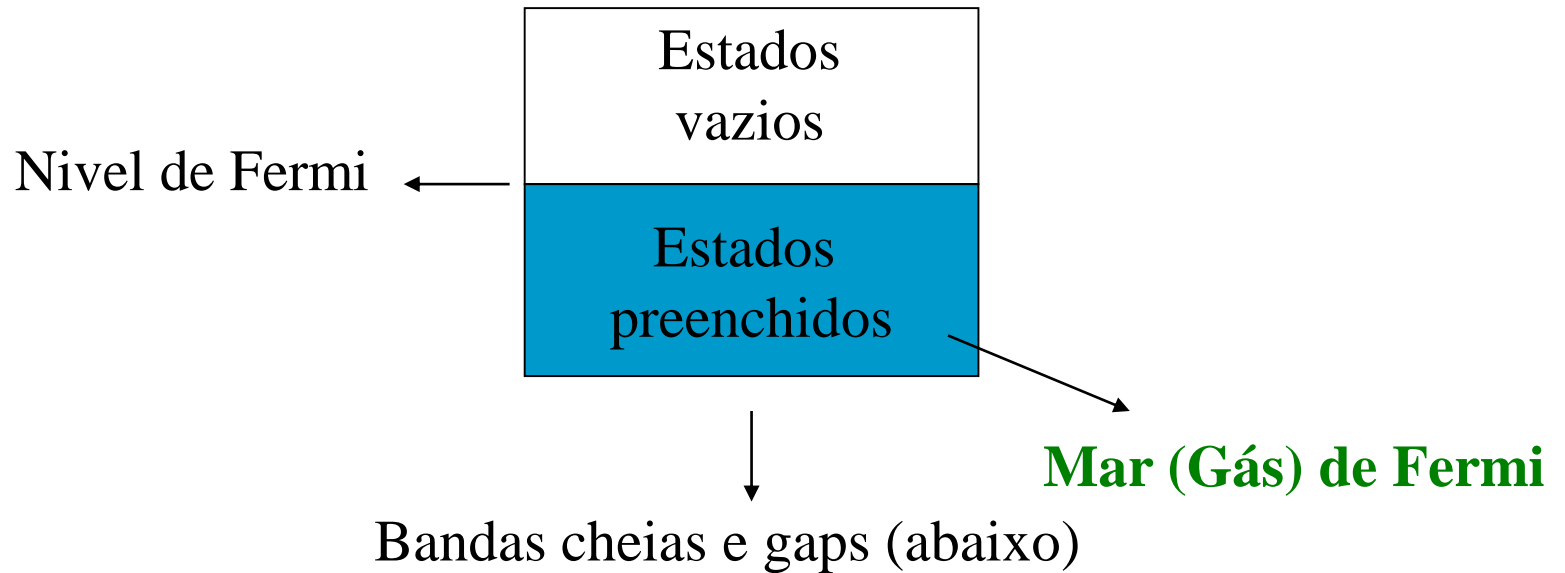 Estados
vazios
Nivel de Fermi
Estados
preenchidos
Mar (Gás) de Fermi
Bandas cheias e gaps (abaixo)